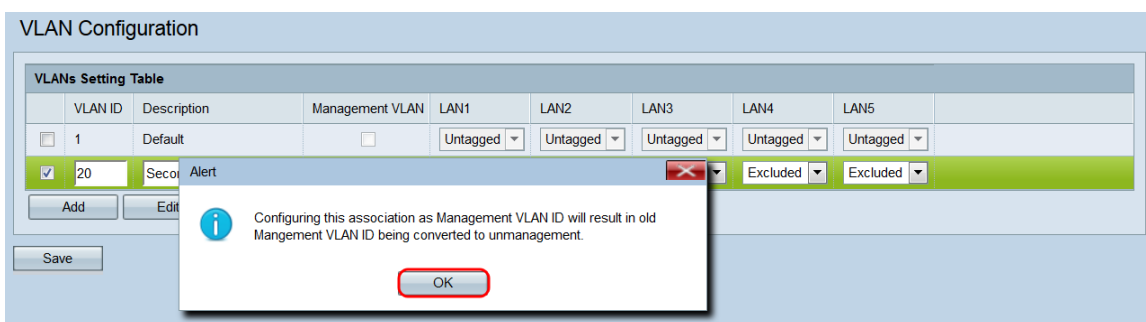 VLAN Configuration
VLANs Setting Table
VLAN ID Description Management VLAN LAN1 LAN2 LAN3 LAN4 LAN5
1 Default Untagged Untagged Untagged Untagged Untagged
20 Secon Excluded Excluded
Alert
Configuring this association as Management VLAN ID will result in old
Mangement VLAN ID being converted to unmanagement.
OK
Add Edit
Save